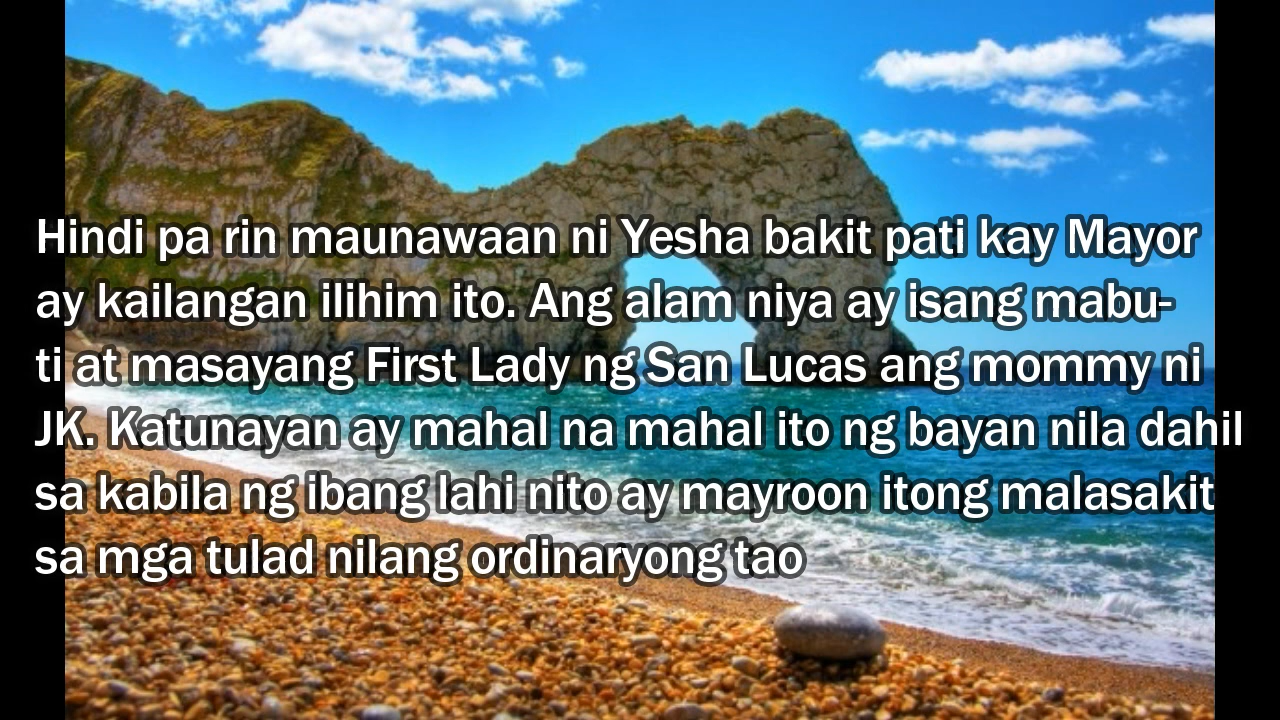 Hindi pa rin maunawaan ni Yesha bakit pati kay Mayor
ay kailangan ilihim ito. Ang alam niya ay isang mabu-
ti at masayang First Lady ng San Lucas ang mommy ni
JK. Katunayan ay mahal na mahal ito ng bayan nila dahil
sa kabila ng ibang lahi nito ay mayroon itong malasakit
sa mga tulad nilang ordinaryong tao